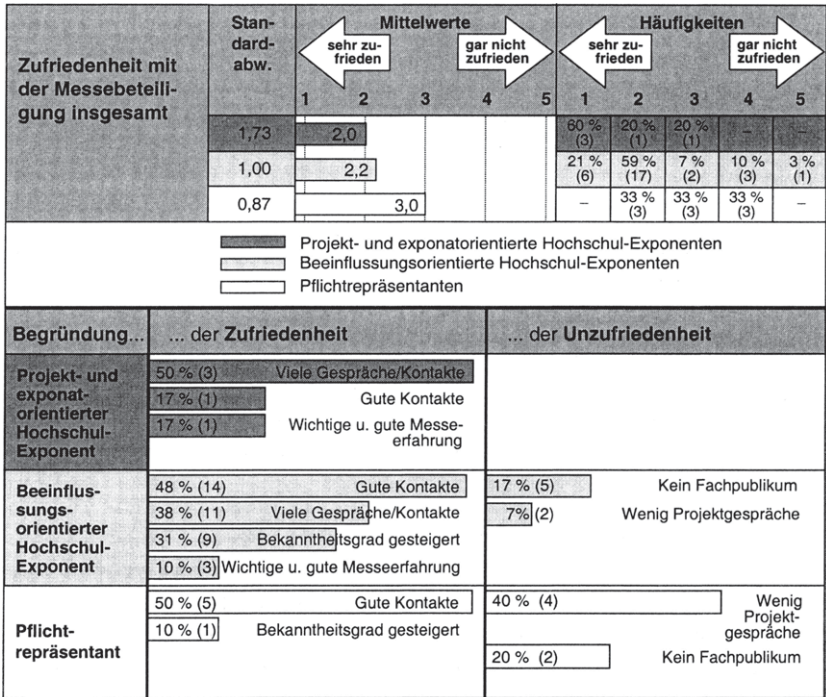 Zufriedenheit mit
der Messebeteili-
gung insgesamt
Stan-
dard-
abw.
Mittelwerte
sehr zu-
frieden
gar nicht
zufrieden
1 2 3 4 5
Häufigkeiten
sehr zu-
frieden
gar nicht
zufrieden
1 2 3 4 5
1,73 2,0 60 % (3) 20 % (1) 20 % (1) – –
1,00 2,2 21 % (6) 59 % (17) 7 % (2) 10 % (3) 3 % (1)
0,87 3,0 – 33 % (3) 33 % (3) 33 % (3) –
Projekt- und exponatorientierte Hochschul-Exponenten
Beeinflussungsorientierte Hochschul-Exponenten
Pflichtrepräsentanten
Begründung... ... der Zufriedenheit ... der Unzufriedenheit
Projekt- und
exponat-
orientierter
Hochschul-
Exponent
50 % (3) Viele Gespräche/Kontakte
17 % (1) Gute Kontakte
17 % (1) Wichtige u. gute Messe-
erfahrung
Beeinflus-
sungs-
orientierter
Hochschul-
Exponent
48 % (14) Gute Kontakte
38 % (11) Viele Gespräche/Kontakte
31 % (9) Bekanntheitsgrad gesteigert
10 % (3) Wichtige u. gute Messeerfahrung
17 % (5) Kein Fachpublikum
7% (2) Wenig Projektgespräche
Pflicht-
repräsentant
50 % (5) Gute Kontakte
10 % (1) Bekanntheitsgrad gesteigert
40 % (4) Wenig
Projekt-
gespräche
20 % (2) Kein Fachpublikum